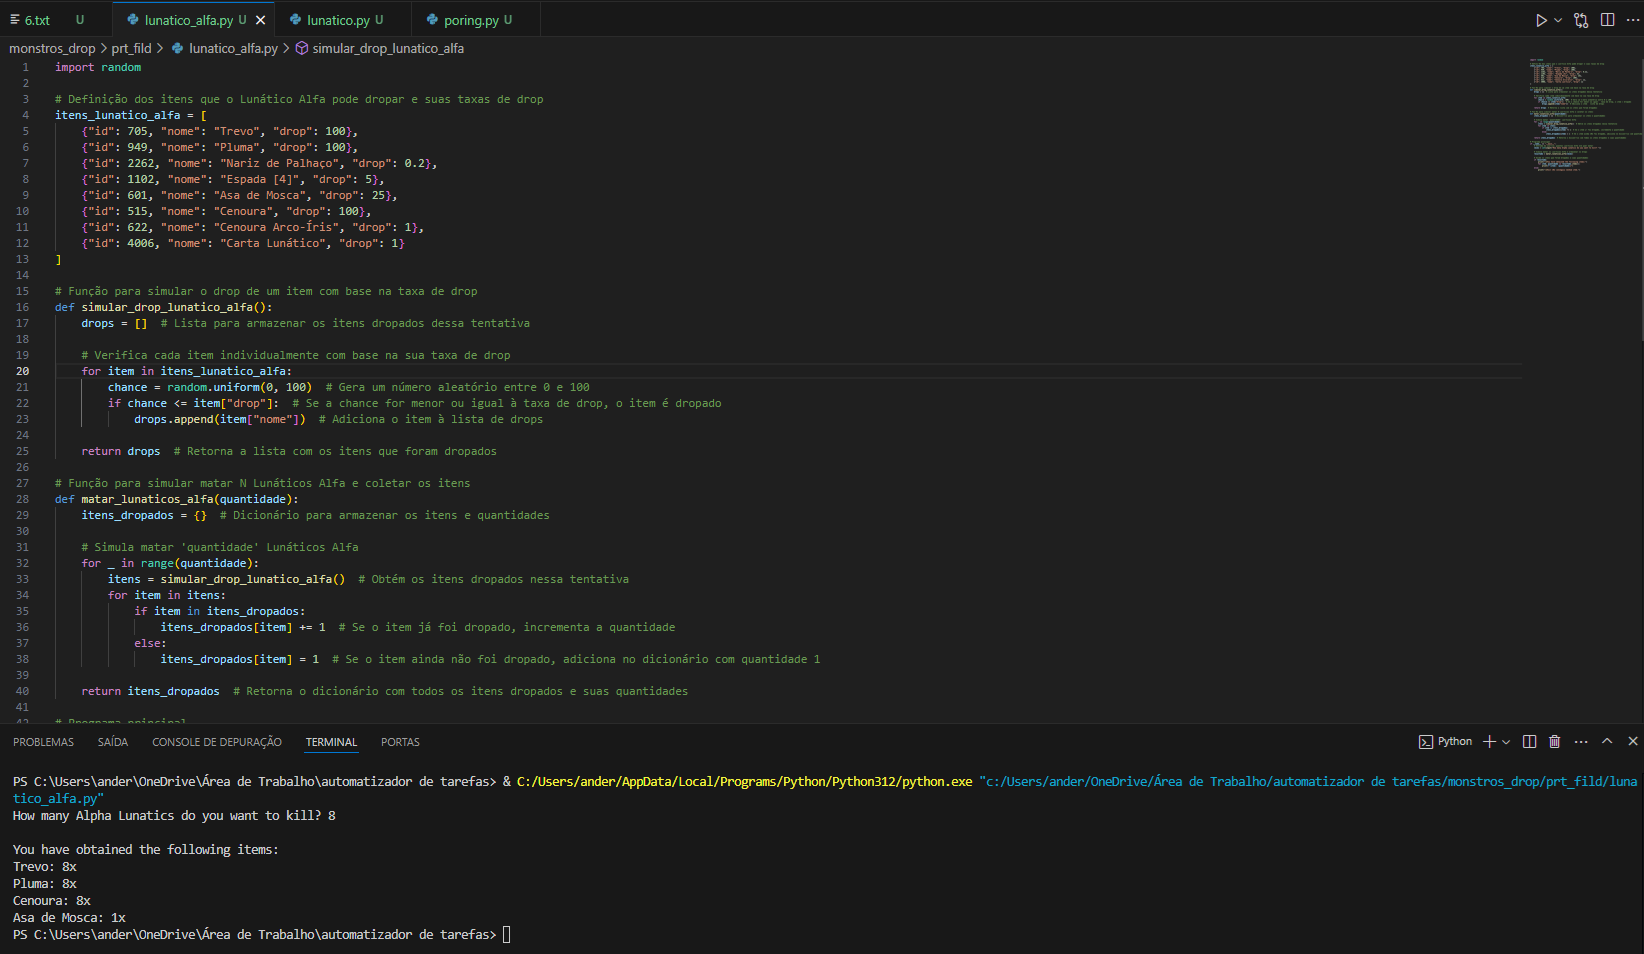 6.txt U lunatico_alfa.py U lunatico.py U poring.py U
monstros_drop > prt_fild > lunatico_alfa.py > simular_drop_lunatico_alfa
1 import random
2
3 # Definição dos itens que o Lunático Alfa pode dropar e suas taxas de drop
4 itens_lunatico_alfa = [
5 {"id": 705, "nome": "Trevo", "drop": 100},
6 {"id": 949, "nome": "Pluma", "drop": 100},
7 {"id": 2262, "nome": "Nariz de Palhaço", "drop": 0.2},
8 {"id": 1102, "nome": "Espada [4]", "drop": 5},
9 {"id": 601, "nome": "Asa de Mosca", "drop": 25},
10 {"id": 515, "nome": "Cenoura", "drop": 100},
11 {"id": 622, "nome": "Cenoura Arco-Íris", "drop": 1},
12 {"id": 4006, "nome": "Carta Lunático", "drop": 1}
13 ]
14
15 # Função para simular o drop de um item com base na taxa de drop
16 def simular_drop_lunatico_alfa():
17 drops = [] # Lista para armazenar os itens dropados dessa tentativa
18
19 # Verifica cada item individualmente com base na sua taxa de drop
20 for item in itens_lunatico_alfa:
21 chance = random.uniform(0, 100) # Gera um número aleatório entre 0 e 100
22 if chance <= item["drop"]: # Se a chance for menor ou igual à taxa de drop, o item é dropado
23 drops.append(item["nome"]) # Adiciona o item à lista de drops
24
25 return drops # Retorna a lista com os itens que foram dropados
26
27 # Função para simular matar N Lunáticos Alfa e coletar os itens
28 def matar_lunaticos_alfa(quantidade):
29 itens_dropados = {} # Dicionário para armazenar os itens e quantidades
30
31 # Simula matar 'quantidade' Lunáticos Alfa
32 for _ in range(quantidade):
33 itens = simular_drop_lunatico_alfa() # Obtém os itens dropados nessa tentativa
34 for item in itens:
35 if item in itens_dropados:
36 itens_dropados[item] += 1 # Se o item já foi dropado, incrementa a quantidade
37 else:
38 itens_dropados[item] = 1 # Se o item ainda não foi dropado, adiciona no dicionário com quantidade 1
39
40 return itens_dropados # Retorna o dicionário com todos os itens dropados e suas quantidades
41
42 # Programa principal
PROBLEMAS SAÍDA CONSOLE DE DEPURAÇÃO TERMINAL PORTAS Python
PS C:\Users\ander\OneDrive\Área de Trabalho\automatizador de tarefas> & C:/Users/ander/AppData/Local/Programs/Python/Python312/python.exe "c:/Users/ander/OneDrive/Área de Trabalho/automatizador de tarefas/monstros_drop/prt_fild/luna
tico_alfa.py"
How many Alpha Lunatics do you want to kill? 8
You have obtained the following items:
Trevo: 8x
Pluma: 8x
Cenoura: 8x
Asa de Mosca: 1x
PS C:\Users\ander\OneDrive\Área de Trabalho\automatizador de tarefas>